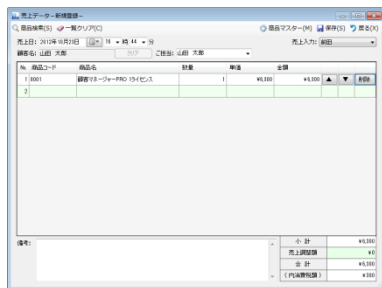 売上データ - 新規登録 -
商品検索(S) 一覧クリア(C) 商品マスター(M) 保存(S) 戻る(X)
売上日: 2012年10月23日 16 時 44 分 売上入力: 前田
顧客名: 山田 太郎 クリア ご担当: 山田 太郎
No. 商品コード 商品名 数量 単価 金額
1 0001 顧客マネージャーPRO 1ライセンス 1 ¥6,300 ¥6,300 ▲ ▼ 削除
2
備考: 小 計 ¥6,300
売上調整額 ¥0
合 計 ¥6,300
(内消費税額) ¥300